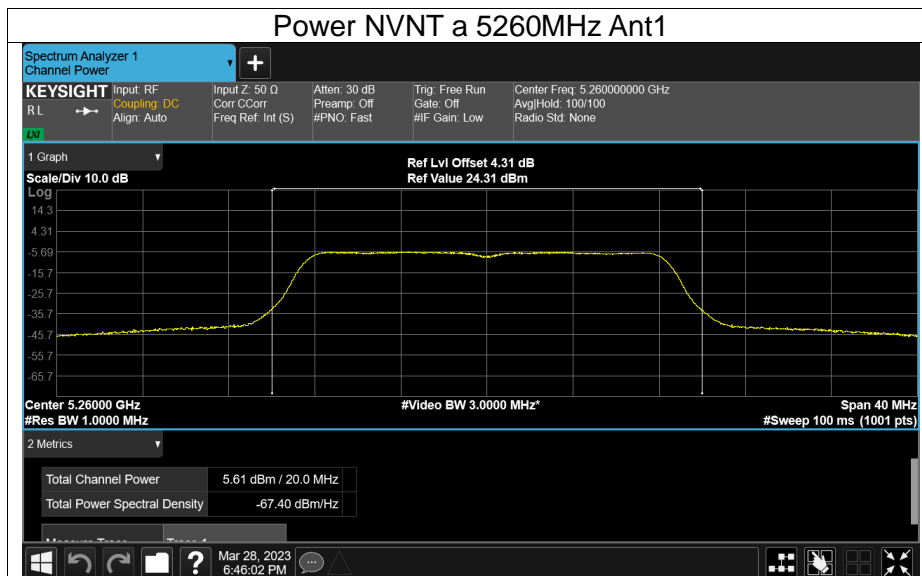 Power NVNT a 5260MHz Ant1
Spectrum Analyzer 1
Channel Power
KEYSIGHT
R L
LXI
Input: RF
Coupling: DC
Align: Auto
Input Z: 50 Ω
Corr CCorr
Freq Ref: Int (S)
Atten: 30 dB
Preamp: Off
#PNO: Fast
Trig: Free Run
Gate: Off
#IF Gain: Low
Center Freq: 5.260000000 GHz
Avg|Hold: 100/100
Radio Std: None
1 Graph
Scale/Div 10.0 dB
Ref Lvl Offset 4.31 dB
Ref Value 24.31 dBm
Log
14.3
4.31
-5.69
-15.7
-25.7
-35.7
-45.7
-55.7
-65.7
Center 5.26000 GHz
#Res BW 1.0000 MHz
#Video BW 3.0000 MHz*
Span 40 MHz
#Sweep 100 ms (1001 pts)
2 Metrics
Total Channel Power 5.61 dBm / 20.0 MHz
Total Power Spectral Density -67.40 dBm/Hz
Mar 28, 2023
6:46:02 PM